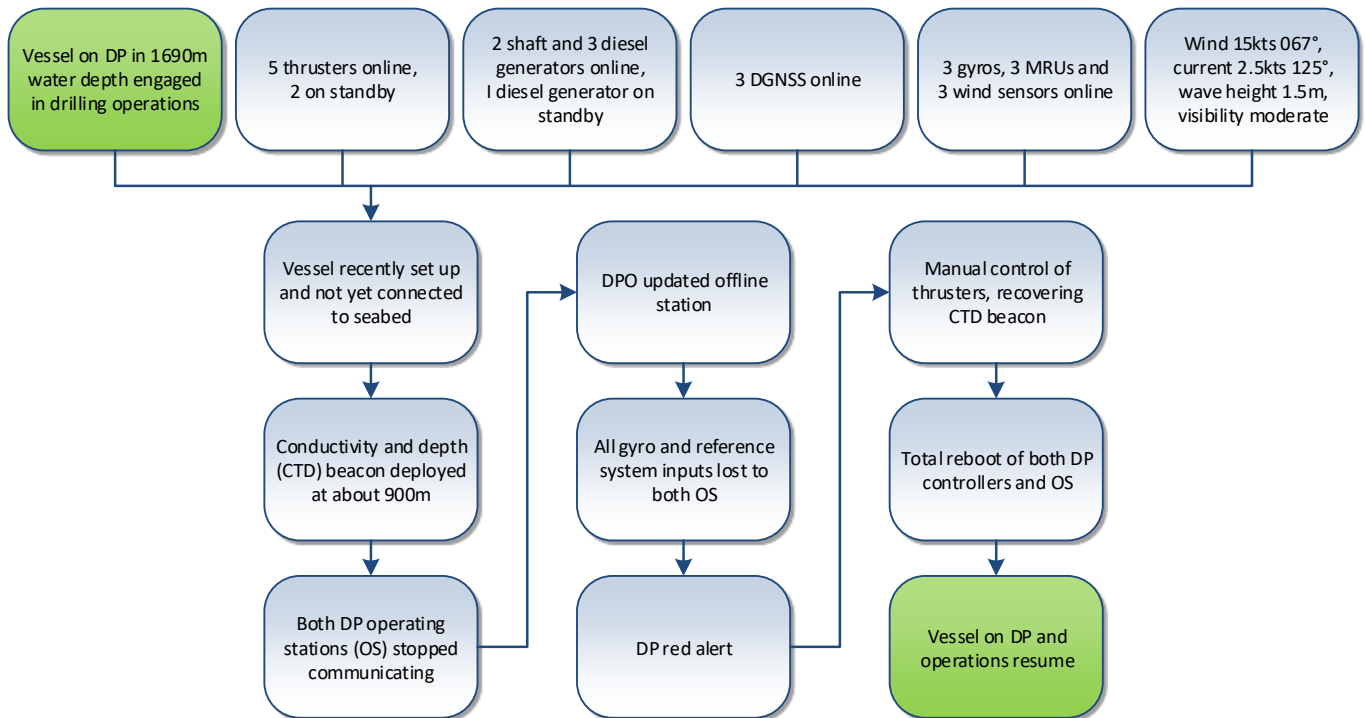 Vessel on DP in 1690m
water depth engaged
in drilling operations
5 thrusters online,
2 on standby
2 shaft and 3 diesel
generators online,
I diesel generator on
standby
3 DGNSS online
3 gyros, 3 MRUs and
3 wind sensors online
Wind 15kts 067°,
current 2.5kts 125°,
wave height 1.5m,
visibility moderate
Vessel recently set up
and not yet connected
to seabed
Conductivity and depth
(CTD) beacon deployed
at about 900m
Both DP operating
stations (OS) stopped
communicating
DPO updated offline
station
All gyro and reference
system inputs lost to
both OS
DP red alert
Manual control of
thrusters, recovering
CTD beacon
Total reboot of both DP
controllers and OS
Vessel on DP and
operations resume